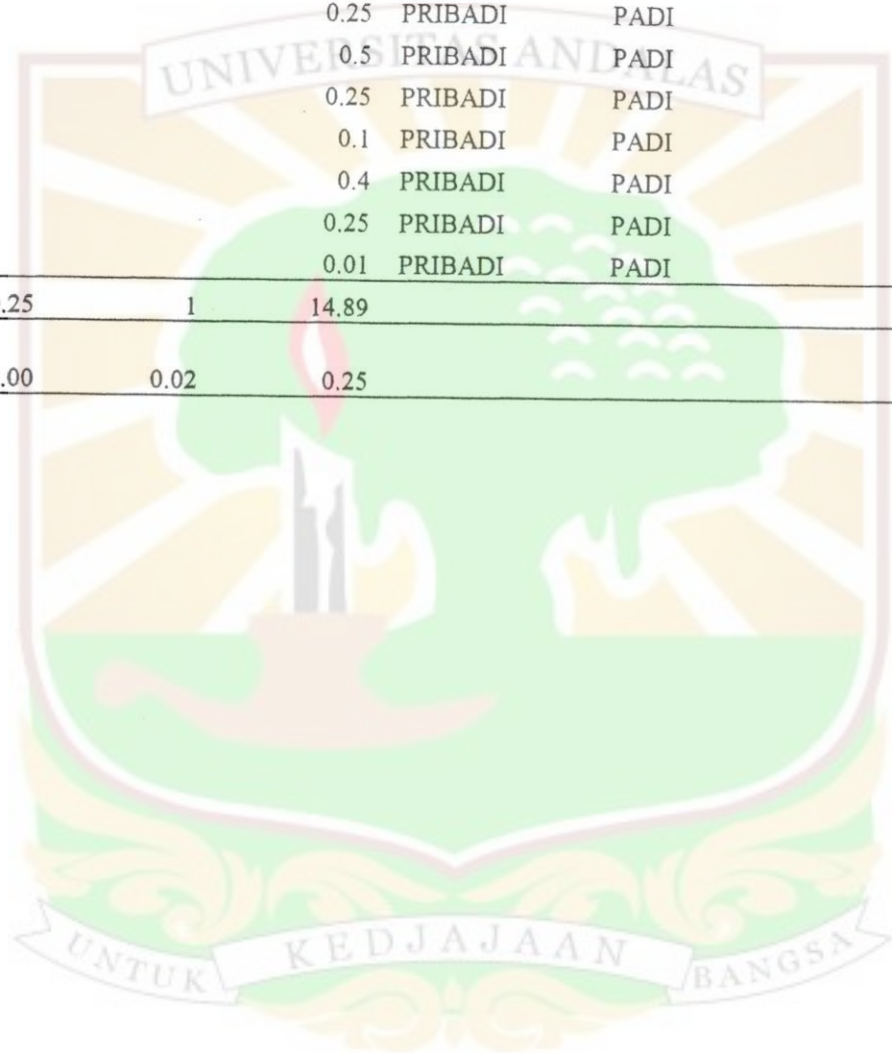 0.25 PRIBADI PADI
UNIVERSITAS ANDALAS
0.5 PRIBADI PADI
0.25 PRIBADI PADI
0.1 PRIBADI PADI
0.4 PRIBADI PADI
0.25 PRIBADI PADI
0.01 PRIBADI PADI
.25 1 14.89
.00 0.02 0.25
UNTUK KEDJAJAAN BANGSA